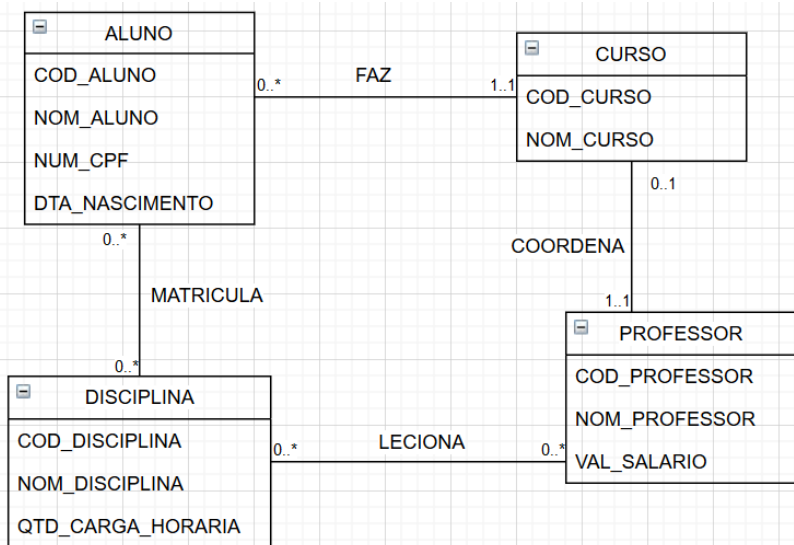 ALUNO
COD_ALUNO
NOM_ALUNO
NUM_CPF
DTA_NASCIMENTO
0..*
FAZ
1..1
CURSO
COD_CURSO
NOM_CURSO
0..1
COORDENA
1..1
0..*
MATRICULA
0..*
PROFESSOR
COD_PROFESSOR
NOM_PROFESSOR
VAL_SALARIO
DISCIPLINA
COD_DISCIPLINA
NOM_DISCIPLINA
QTD_CARGA_HORARIA
0..*
LECIONA
0..*